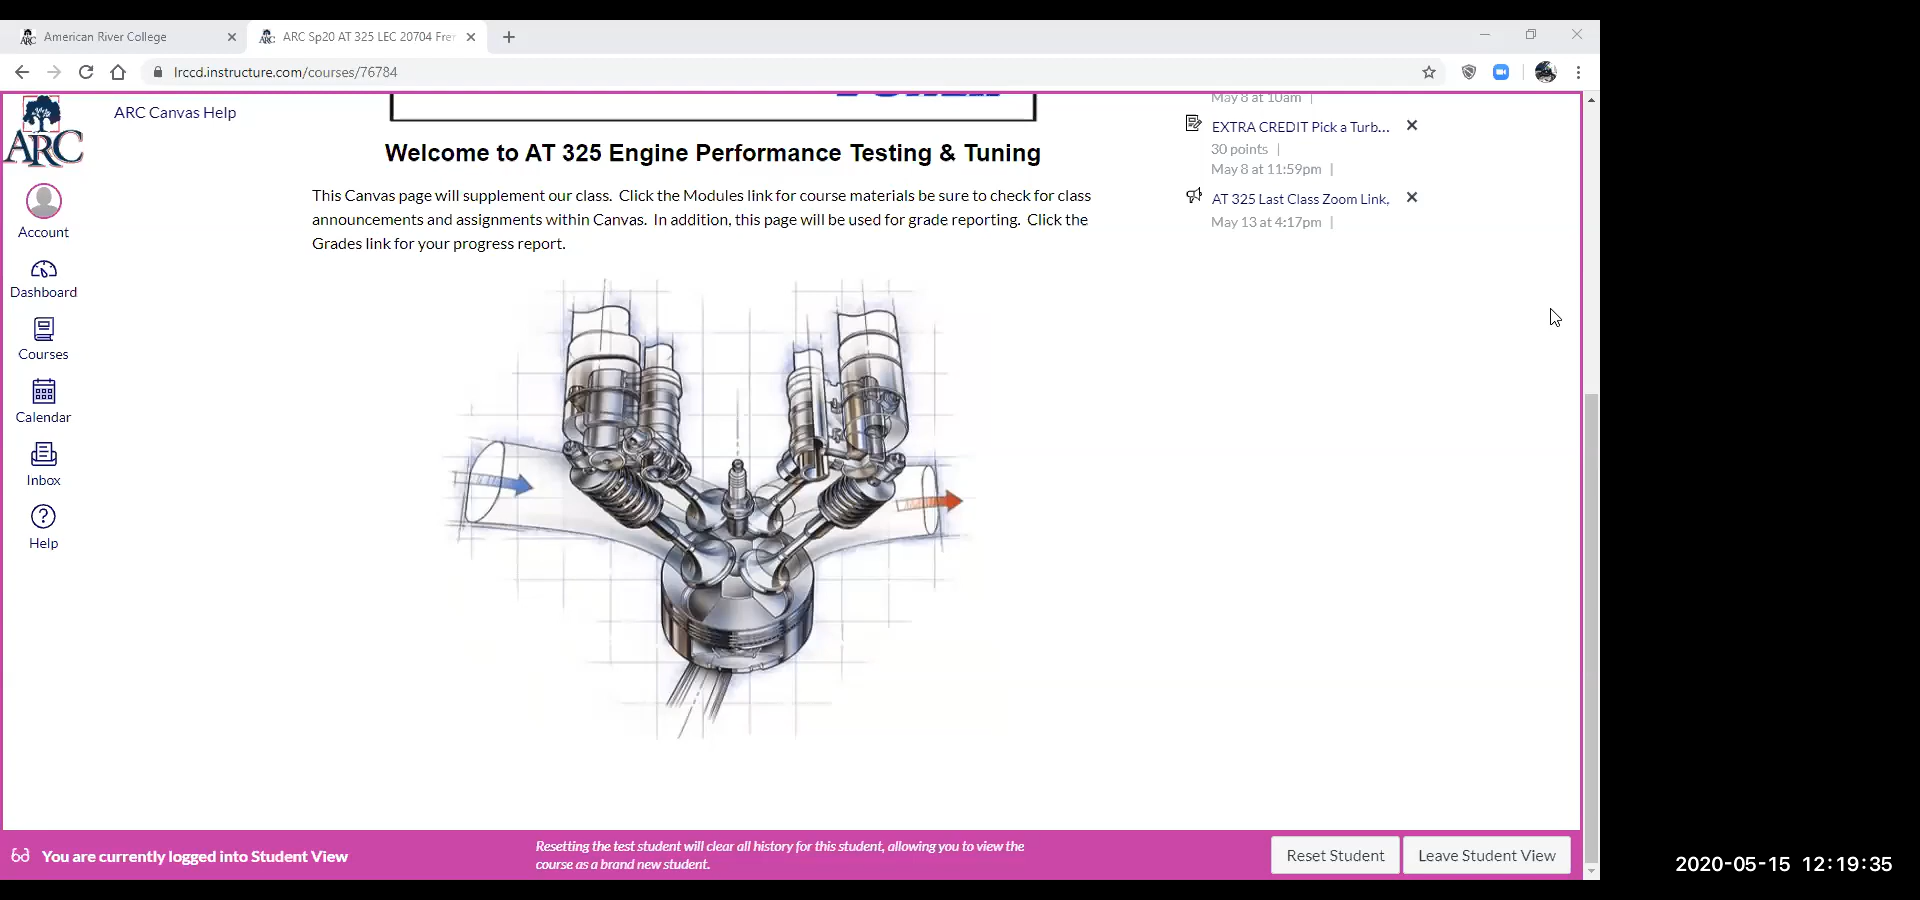 American River College
ARC Sp20 AT 325 LEC 20704 Frer
lrccd.instructure.com/courses/76784
ARC
ARC Canvas Help
Account
Dashboard
Courses
Calendar
Inbox
Help
Welcome to AT 325 Engine Performance Testing & Tuning
This Canvas page will supplement our class. Click the Modules link for course materials be sure to check for class
announcements and assignments within Canvas. In addition, this page will be used for grade reporting. Click the
Grades link for your progress report.
May 8 at 10am |
EXTRA CREDIT Pick a Turb...
30 points |
May 8 at 11:59pm |
AT 325 Last Class Zoom Link,
May 13 at 4:17pm |
You are currently logged into Student View
Resetting the test student will clear all history for this student, allowing you to view the
course as a brand new student.
Reset Student
Leave Student View
2020-05-15 12:19:35